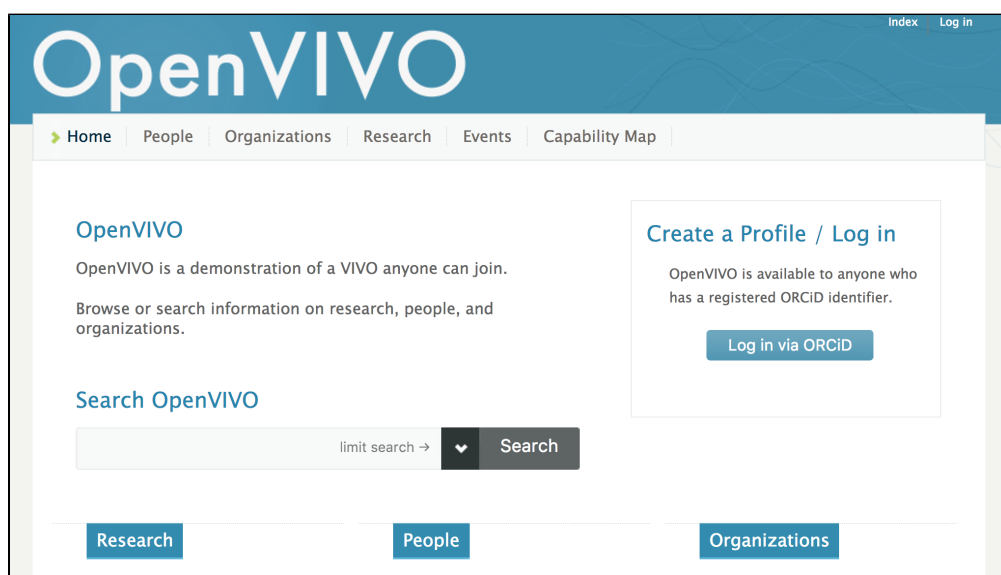 Index Log in
OpenVIVO
Home People Organizations Research Events Capability Map
OpenVIVO
OpenVIVO is a demonstration of a VIVO anyone can join.
Browse or search information on research, people, and
organizations.
Create a Profile / Log in
OpenVIVO is available to anyone who
has a registered ORCiD identifier.
Log in via ORCiD
Search OpenVIVO
limit search → Search
Research People Organizations